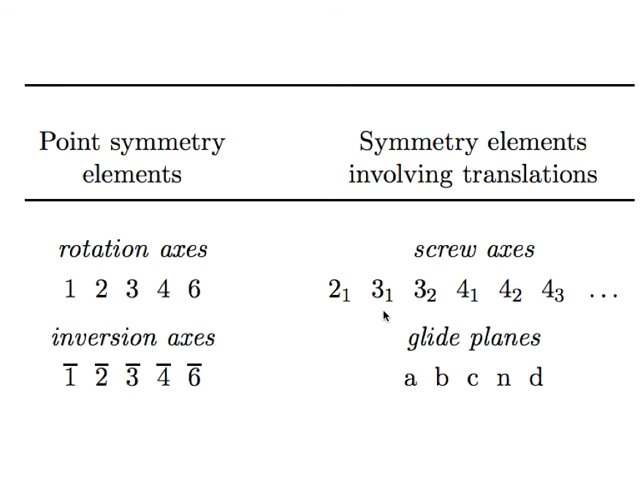 Point symmetry elements
Symmetry elements involving translations
rotation axes
1 2 3 4 6
inversion axes
1̅ 2̅ 3̅ 4̅ 6̅
screw axes
2₁ 3₁ 3₂ 4₁ 4₂ 4₃ ...
glide planes
a b c n d